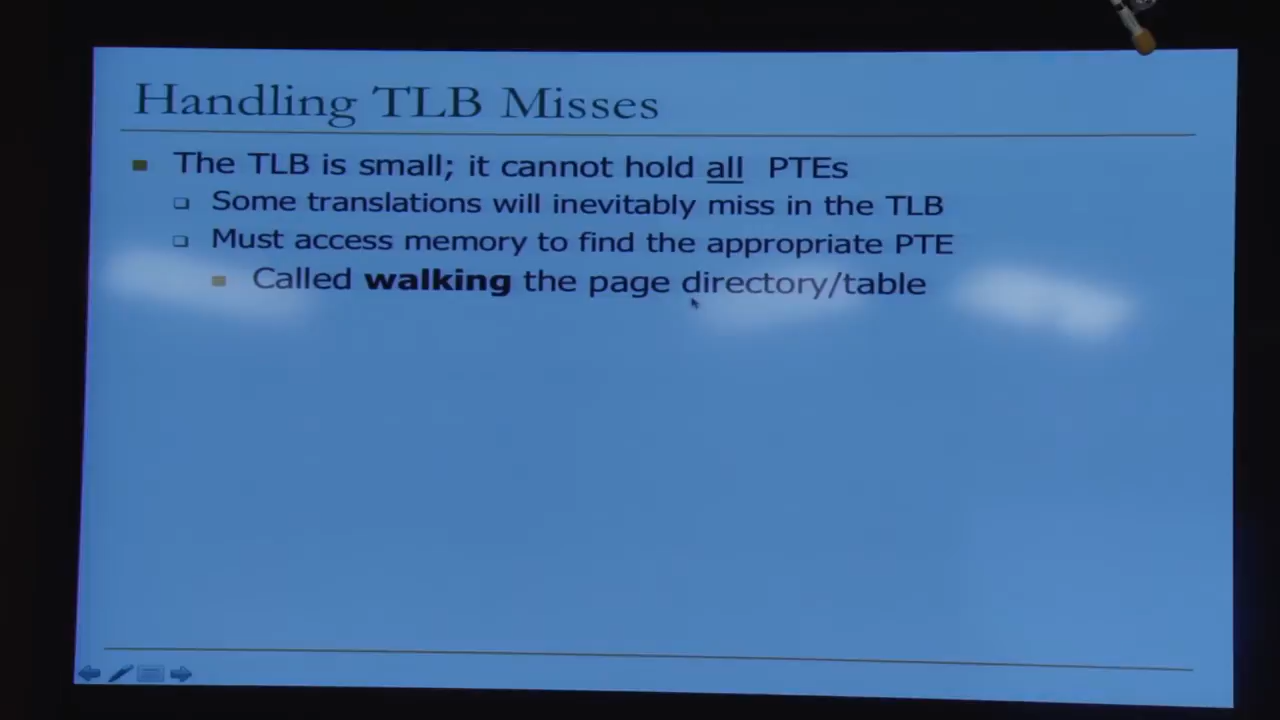 Handling TLB Misses
The TLB is small; it cannot hold all PTEs
Some translations will inevitably miss in the TLB
Must access memory to find the appropriate PTE
Called walking the page directory/table